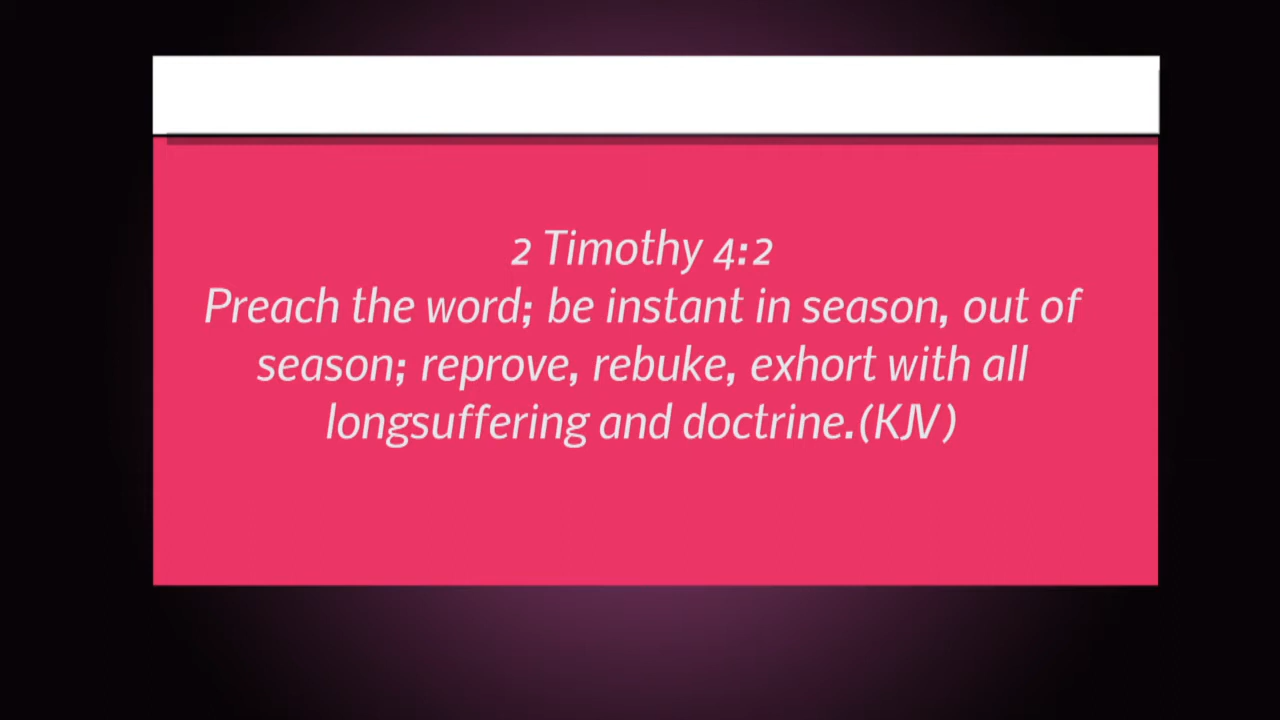 2 Timothy 4:2
Preach the word; be instant in season, out of
season; reprove, rebuke, exhort with all
longsuffering and doctrine.(KJV)